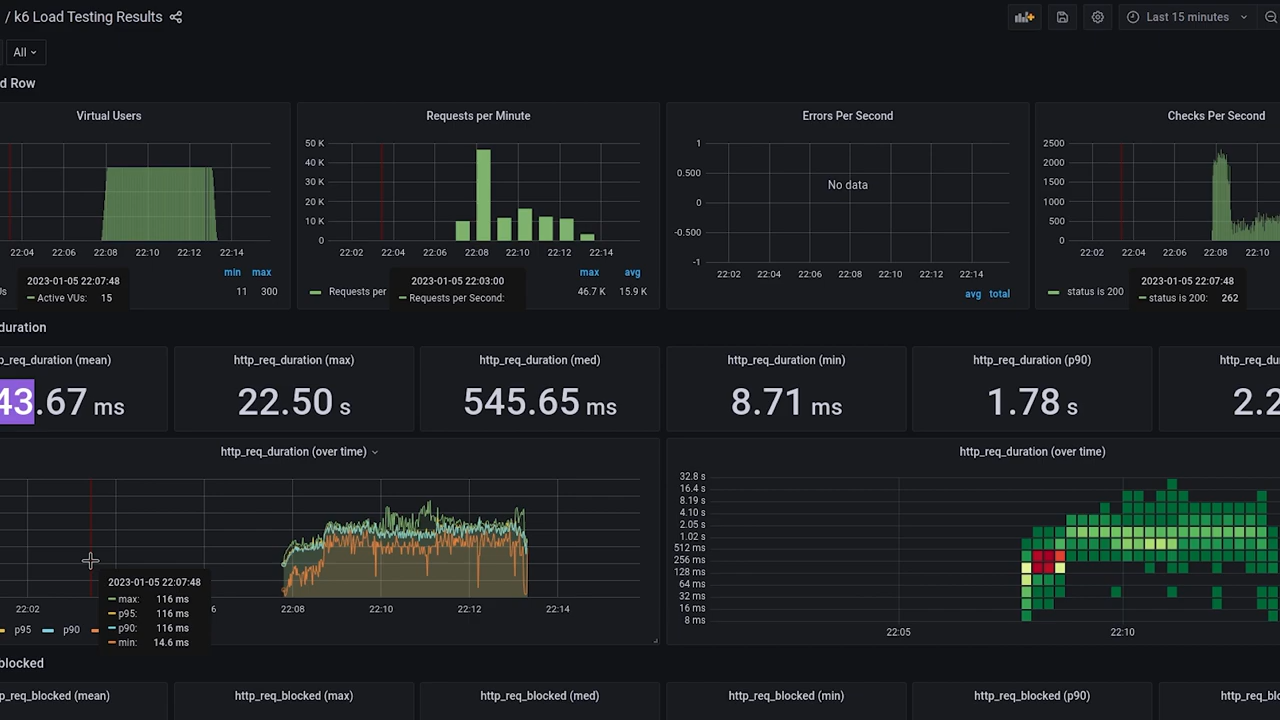 / k6 Load Testing Results
Last 15 minutes
All
d Row
Virtual Users
22:04 22:06 22:08 22:10 22:12 22:14
min max
Js 11 300
2023-01-05 22:07:48
Active VUs: 15
Requests per Minute
50 K
40 K
30 K
20 K
10 K
0
22:02 22:04 22:06 22:08 22:10 22:12 22:14
max avg
Requests per 46.7 K 15.9 K
2023-01-05 22:03:00
Requests per Second:
Errors Per Second
1
0.500
0
-0.500
-1
No data
22:02 22:04 22:06 22:08 22:10 22:12 22:14
avg total
Checks Per Second
2500
2000
1500
1000
500
0
22:02 22:04 22:06 22:08 22:10
status is 200
2023-01-05 22:07:48
status is 200: 262
duration
p_req_duration (mean)
43.67 ms
http_req_duration (max)
22.50 s
http_req_duration (med)
545.65 ms
http_req_duration (min)
8.71 ms
http_req_duration (p90)
1.78 s
http_req_du
2.2
http_req_duration (over time)
22:02 6 22:08 22:10 22:12 22:14
p95 p90
2023-01-05 22:07:48
max: 116 ms
p95: 116 ms
p90: 116 ms
min: 14.6 ms
http_req_duration (over time)
32.8 s
16.4 s
8.19 s
4.10 s
2.05 s
1.02 s
512 ms
256 ms
128 ms
64 ms
32 ms
16 ms
8 ms
22:05 22:10
blocked
p_req_blocked (mean)
http_req_blocked (max)
http_req_blocked (med)
http_req_blocked (min)
http_req_blocked (p90)
http_req_blo